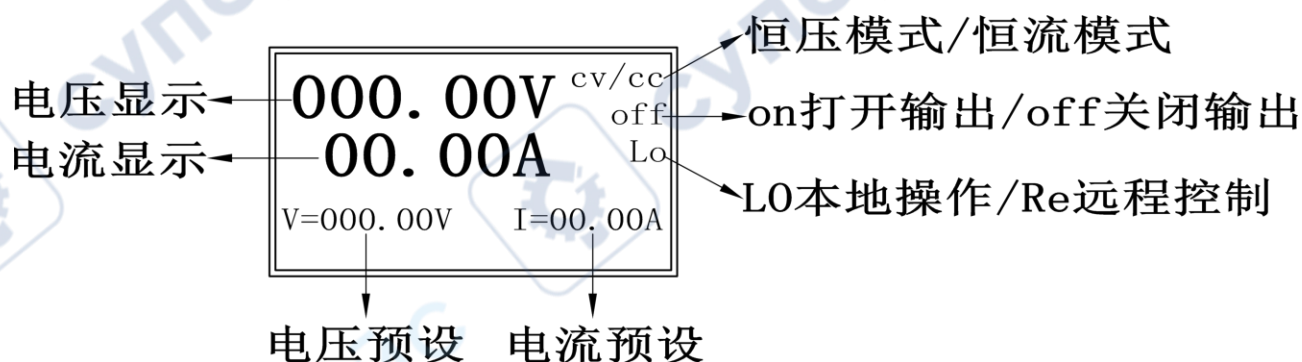 恒压模式/恒流模式
电压显示
000.00V
cv/cc
off
on打开输出/off关闭输出
电流显示
00.00A
Lo
LO本地操作/Re远程控制
V=000.00V
I=00.00A
电压预设
电流预设